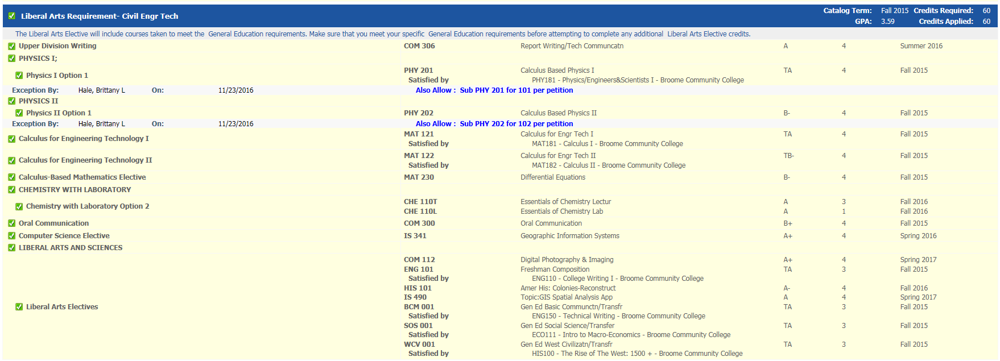 Liberal Arts Requirement- Civil Engr Tech Catalog Term: Fall 2015 Credits Required: 60
GPA: 3.59 Credits Applied: 60
The Liberal Arts Elective will include courses taken to meet the General Education requirements. Make sure that you meet your specific General Education requirements before attempting to complete any additional Liberal Arts Elective credits.
Upper Division Writing COM 306 Report Writing/Tech Communcatn A 4 Summer 2016
PHYSICS I;
Physics I Option 1 PHY 201 Calculus Based Physics I TA 4 Fall 2015
Satisfied by PHY181 - Physics/Engineers&Scientists I - Broome Community College
Exception By: Hale, Brittany L On: 11/23/2016 Also Allow : Sub PHY 201 for 101 per petition
PHYSICS II
Physics II Option 1 PHY 202 Calculus Based Physics II B- 4 Fall 2015
Exception By: Hale, Brittany L On: 11/23/2016 Also Allow : Sub PHY 202 for 102 per petition
Calculus for Engineering Technology I MAT 121 Calculus for Engr Tech I TA 4 Fall 2015
Satisfied by MAT181 - Calculus I - Broome Community College
Calculus for Engineering Technology II MAT 122 Calculus for Engr Tech II TB- 4 Fall 2015
Satisfied by MAT182 - Calculus II - Broome Community College
Calculus-Based Mathematics Elective MAT 230 Differential Equations B- 4 Fall 2015
CHEMISTRY WITH LABORATORY
Chemistry with Laboratory Option 2 CHE 110T Essentials of Chemistry Lectur A 3 Fall 2016
CHE 110L Essentials of Chemistry Lab A 1 Fall 2016
Oral Communication COM 300 Oral Communication B+ 4 Fall 2015
Computer Science Elective IS 341 Geographic Information Systems A+ 4 Spring 2016
LIBERAL ARTS AND SCIENCES
COM 112 Digital Photography & Imaging A+ 4 Spring 2017
ENG 101 Freshman Composition TA 3 Fall 2015
Satisfied by ENG110 - College Writing I - Broome Community College
HIS 101 Amer His: Colonies-Reconstruct A- 4 Fall 2016
IS 490 Topic:GIS Spatial Analysis App A 4 Spring 2017
Liberal Arts Electives BCM 001 Gen Ed Basic Communctn/Transfr TA 3 Fall 2015
Satisfied by ENG150 - Technical Writing - Broome Community College
SOS 001 Gen Ed Social Science/Transfer TA 3 Fall 2015
Satisfied by ECO111 - Intro to Macro-Economics - Broome Community College
WCV 001 Gen Ed West Civilizatn/Transfr TA 3 Fall 2015
Satisfied by HIS100 - The Rise of The West: 1500 + - Broome Community College